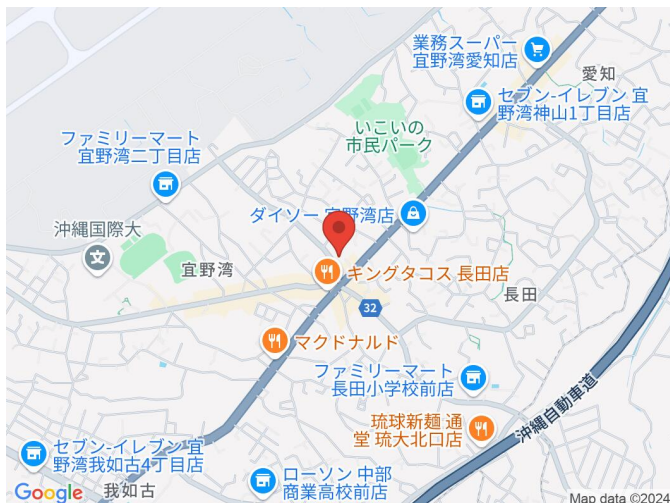 業務スーパー
宜野湾愛知店
愛知
セブン-イレブン 宜
野湾神山1丁目店
いこいの
市民パーク
ファミリーマート
宜野湾二丁目店
ダイソー 宜野湾店
沖縄国際大
宜野湾
キングタコス 長田店
長田
32
マクドナルド
ファミリーマート
長田小学校前店
沖縄自動車道
琉球新麺 通
堂 琉大北口店
セブン-イレブン 宜
野湾我如古4丁目店
我如古
ローソン 中部
商業高校前店
Google
Map data ©2024